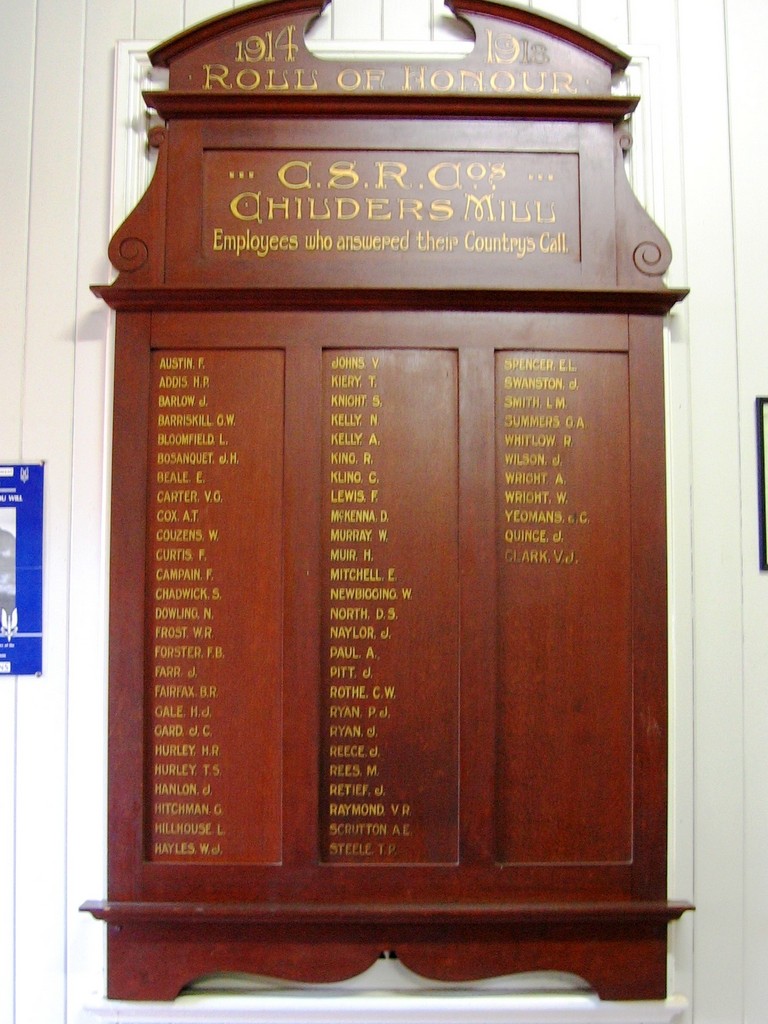 1914 1918
ROLL OF HONOUR
... C.S.R. Cos ...
CHILDERS MILL
Employees who answered their Country's Call.
AUSTIN. F.
ADDIS. H.P.
BARLOW J.
BARRISKILL G.W.
BLOOMFIELD. L.
BOSANQUET. J.H.
BEALE. E.
CARTER. V.G.
COX. A.T.
COUZENS. W.
CURTIS. F.
CAMPAIN. F.
CHADWICK. S.
DOWLING. N.
FROST. W.R.
FORSTER. F.B.
FARR. J.
FAIRFAX. B.R.
GALE. H.J.
GARD. J.C.
HURLEY. H.R.
HURLEY. T.S.
HANLON. J.
HITCHMAN. G.
HILLHOUSE. L.
HAYLES. W.J.
JOHNS. V.
KIERY. T.
KNIGHT. S.
KELLY. N.
KELLY. A.
KING. R.
KLING. C.
LEWIS. F.
McKENNA. D.
MURRAY. W.
MUIR. H.
MITCHELL. E.
NEWBIGGING. W.
NORTH. D.S.
NAYLOR. J.
PAUL. A.
PITT. J.
ROTHE. C.W.
RYAN. P.J.
RYAN. J.
REECE. J.
REES. M.
RETIEF. J.
RAYMOND. V.R.
SCRUTTON. A.E.
STEELE. T.P.
SPENCER. E.L.
SWANSTON. J.
SMITH. L.M.
SUMMERS. G.A.
WHITLOW. R.
WILSON. J.
WRIGHT. A.
WRIGHT. W.
YEOMANS. J.C.
QUINCE. J.
CLARK. V.J.
WILL